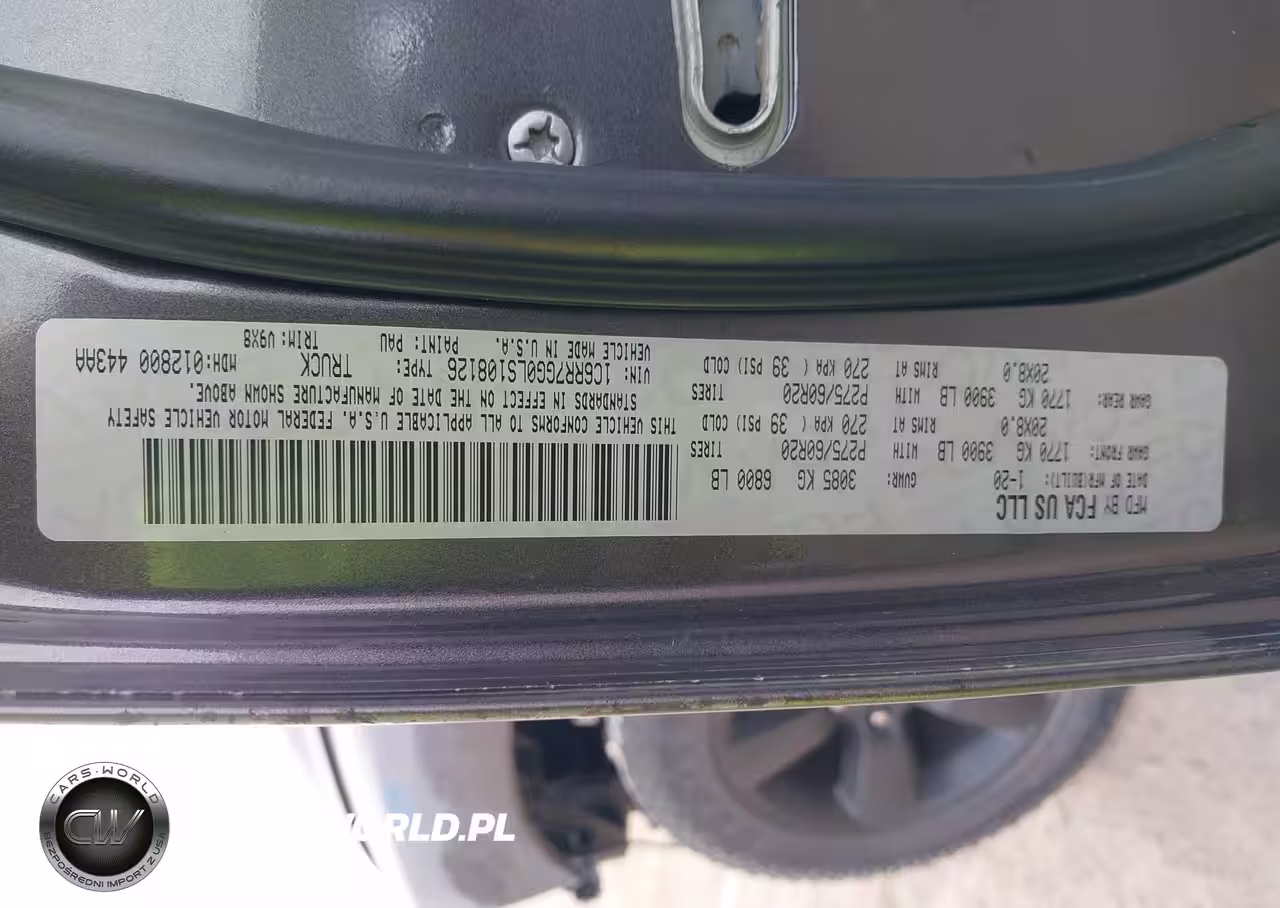 MFD BY FCA US LLC
DATE OF MFR(BUILT): 1-20 GVWR: 3085 KG 6800 LB
GAWR FRONT: 1770 KG 3900 LB WITH P275/60R20 TIRES
20X8.0 RIMS AT 270 KPA ( 39 PSI) COLD
GAWR REAR: 1770 KG 3900 LB WITH P275/60R20 TIRES
20X8.0 RIMS AT 270 KPA ( 39 PSI) COLD
THIS VEHICLE CONFORMS TO ALL APPLICABLE U.S.A. FEDERAL MOTOR VEHICLE SAFETY
STANDARDS IN EFFECT ON THE DATE OF MANUFACTURE SHOWN ABOVE.
VIN: 1C6RR7GG0LS108126 TYPE: TRUCK MDH:012800 443AA
VEHICLE MADE IN U.S.A. PAINT: PAU TRIM: V9X8
CARS-WORLD
CW
BEZPOŚREDNI IMPORT Z USA
WORLD.PL